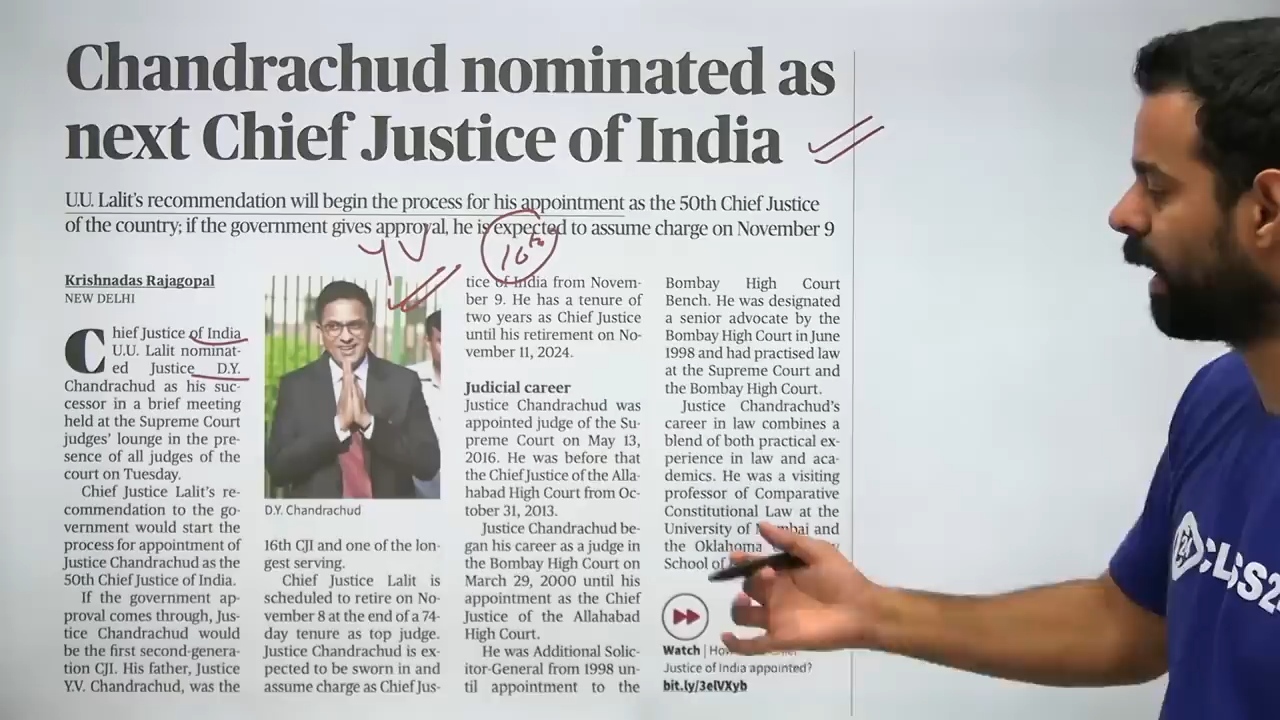 Chandrachud nominated as
next Chief Justice of India
U.U. Lalit's recommendation will begin the process for his appointment as the 50th Chief Justice
of the country; if the government gives approval, he is expected to assume charge on November 9
YV
16th
Krishnadas Rajagopal
NEW DELHI
Chief Justice of India
U.U. Lalit nominat-
ed Justice D.Y.
Chandrachud as his suc-
cessor in a brief meeting
held at the Supreme Court
judges' lounge in the pre-
sence of all judges of the
court on Tuesday.
Chief Justice Lalit's re-
commendation to the go-
vernment would start the
process for appointment of
Justice Chandrachud as the
50th Chief Justice of India.
If the government ap-
proval comes through, Jus-
tice Chandrachud would
be the first second-genera-
tion CJI. His father, Justice
Y.V. Chandrachud, was the
D.Y. Chandrachud
16th CJI and one of the lon-
gest serving.
Chief Justice Lalit is
scheduled to retire on No-
vember 8 at the end of a 74-
day tenure as top judge.
Justice Chandrachud is ex-
pected to be sworn in and
assume charge as Chief Jus-
tice of India from Novem-
ber 9. He has a tenure of
two years as Chief Justice
until his retirement on No-
vember 11, 2024.
Judicial career
Justice Chandrachud was
appointed judge of the Su-
preme Court on May 13,
2016. He was before that
the Chief Justice of the Alla-
habad High Court from Oc-
tober 31, 2013.
Justice Chandrachud be-
gan his career as a judge in
the Bombay High Court on
March 29, 2000 until his
appointment as the Chief
Justice of the Allahabad
High Court.
He was Additional Solic-
itor-General from 1998 un-
til appointment to the
Bombay High Court
Bench. He was designated
a senior advocate by the
Bombay High Court in June
1998 and had practised law
at the Supreme Court and
the Bombay High Court.
Justice Chandrachud's
career in law combines a
blend of both practical ex-
perience in law and aca-
demics. He was a visiting
professor of Comparative
Constitutional Law at the
University of Mumbai and
the Oklahoma
School of
Watch |
Justice of India appointed?
bit.ly/3elVXyb